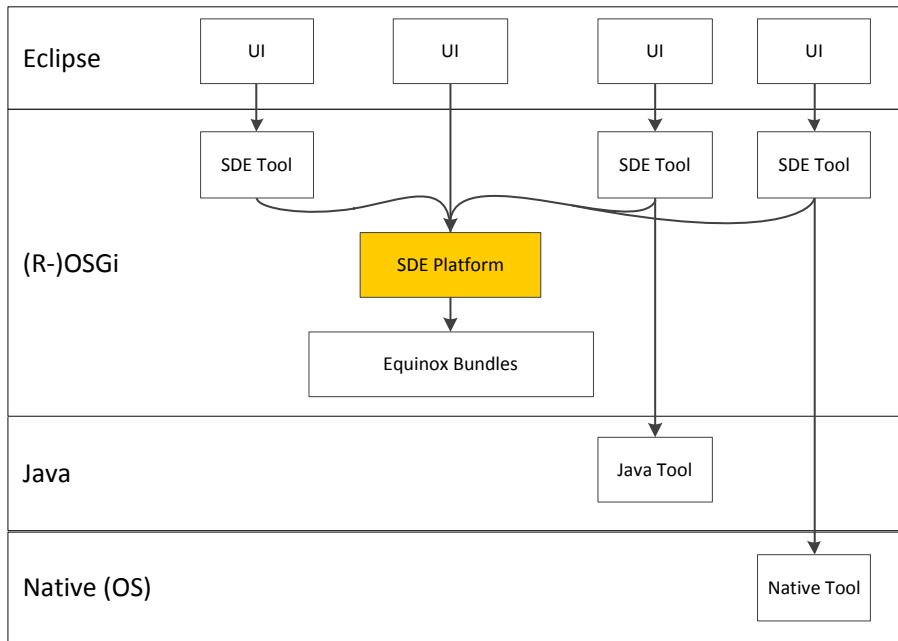 Eclipse
UI
UI
UI
UI
(R-)OSGi
SDE Tool
SDE Tool
SDE Tool
SDE Platform
Equinox Bundles
Java
Java Tool
Native (OS)
Native Tool